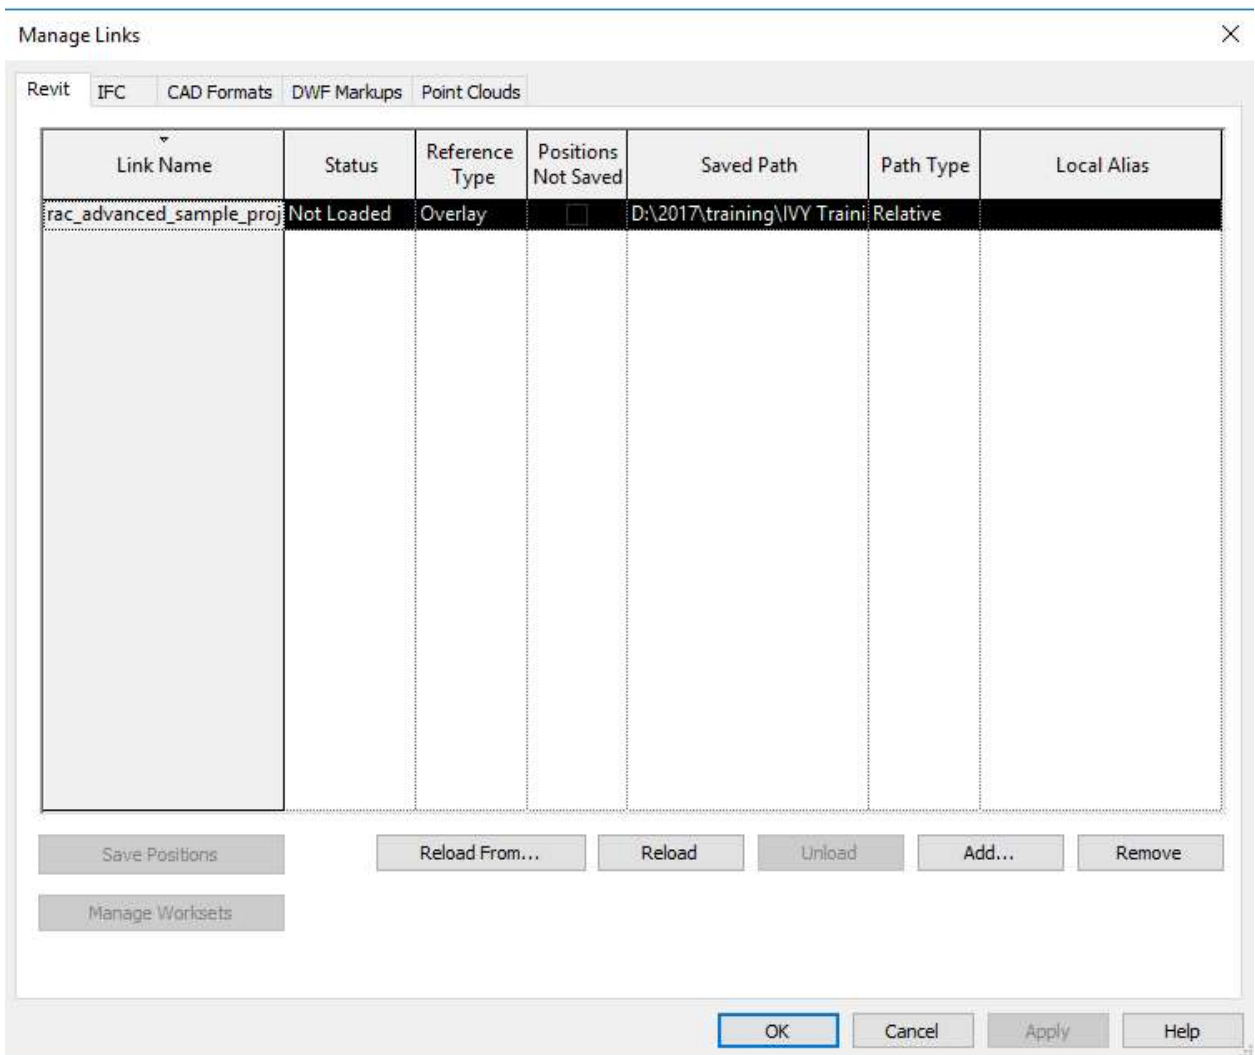 Manage Links
Revit IFC CAD Formats DWF Markups Point Clouds
Link Name Status Reference Type Positions Not Saved Saved Path Path Type Local Alias
rac_advanced_sample_proj Not Loaded Overlay D:\2017\training\IVY Traini Relative
Save Positions Reload From... Reload Unload Add... Remove
Manage Worksets
OK Cancel Apply Help